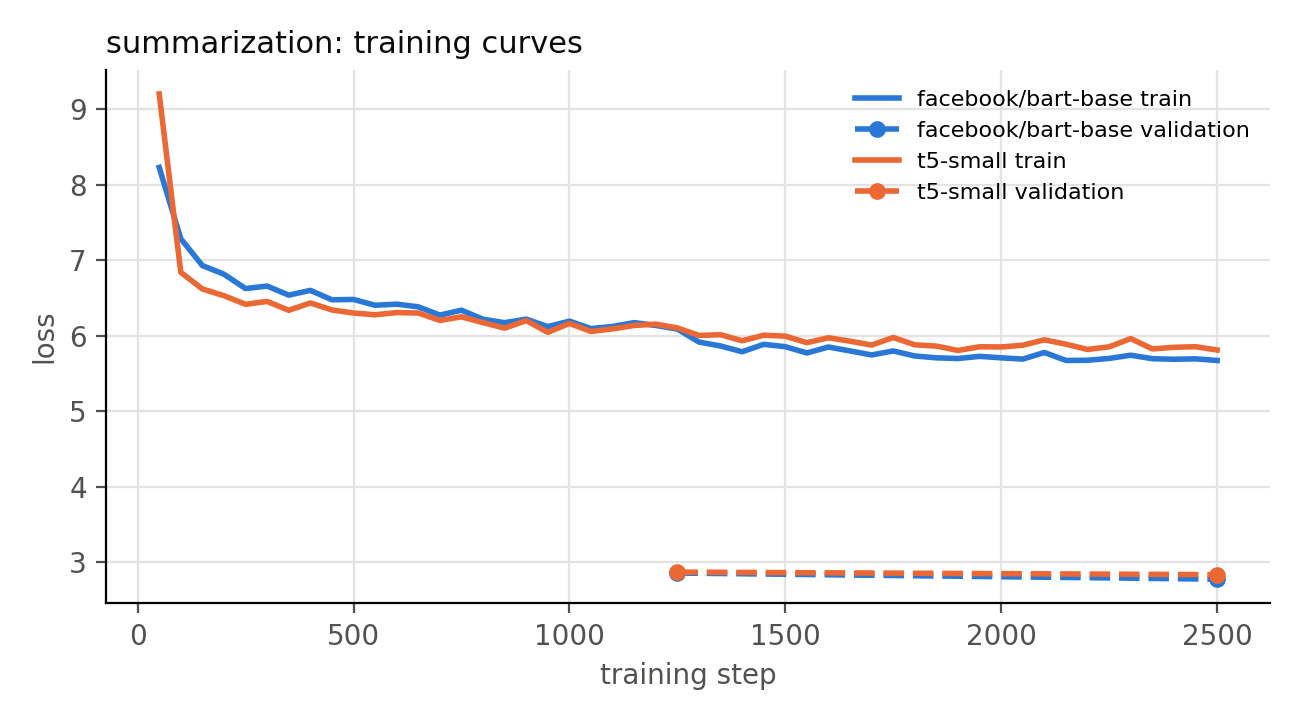 summarization: training curves
facebook/bart-base train
facebook/bart-base validation
t5-small train
t5-small validation
9
8
7
6
5
4
3
loss
0 500 1000 1500 2000 2500
training step